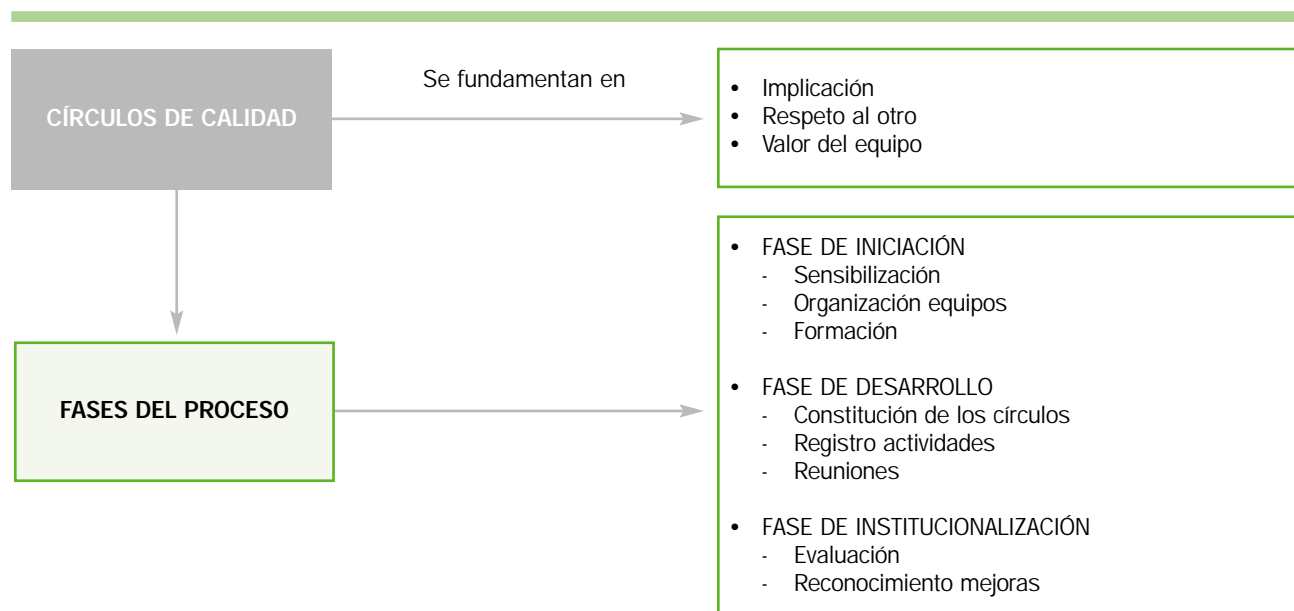 CÍRCULOS DE CALIDAD
Se fundamentan en
• Implicación
• Respeto al otro
• Valor del equipo
FASES DEL PROCESO
• FASE DE INICIACIÓN
- Sensibilización
- Organización equipos
- Formación
• FASE DE DESARROLLO
- Constitución de los círculos
- Registro actividades
- Reuniones
• FASE DE INSTITUCIONALIZACIÓN
- Evaluación
- Reconocimiento mejoras